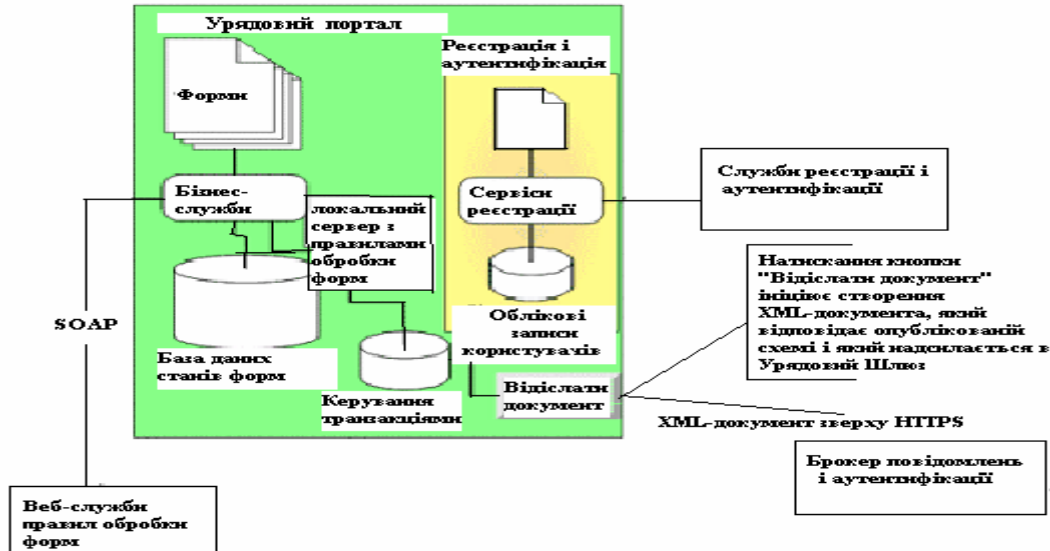 Урядовий портал
Форми
Реєстрація і
аутентифікація
Бізнес-
служби
локальний
сервер з
правилами
обробки
форм
Сервіси
реєстрації
Служби реєстрації і
аутентифікації
Натискання кнопки
"Відіслати документ"
ініціює створення
XML-документа, який
відповідає опублікованій
схемі і який надсилається в
Урядовий Шлюз
SOAP
База даних
станів форм
Облікові
записи
користувачів
Керування
транзакціями
Відіслати
документ
XML-документ зверху HTTPS
Брокер повідомлень
і аутентифікації
Веб-служби
правил обробки
форм